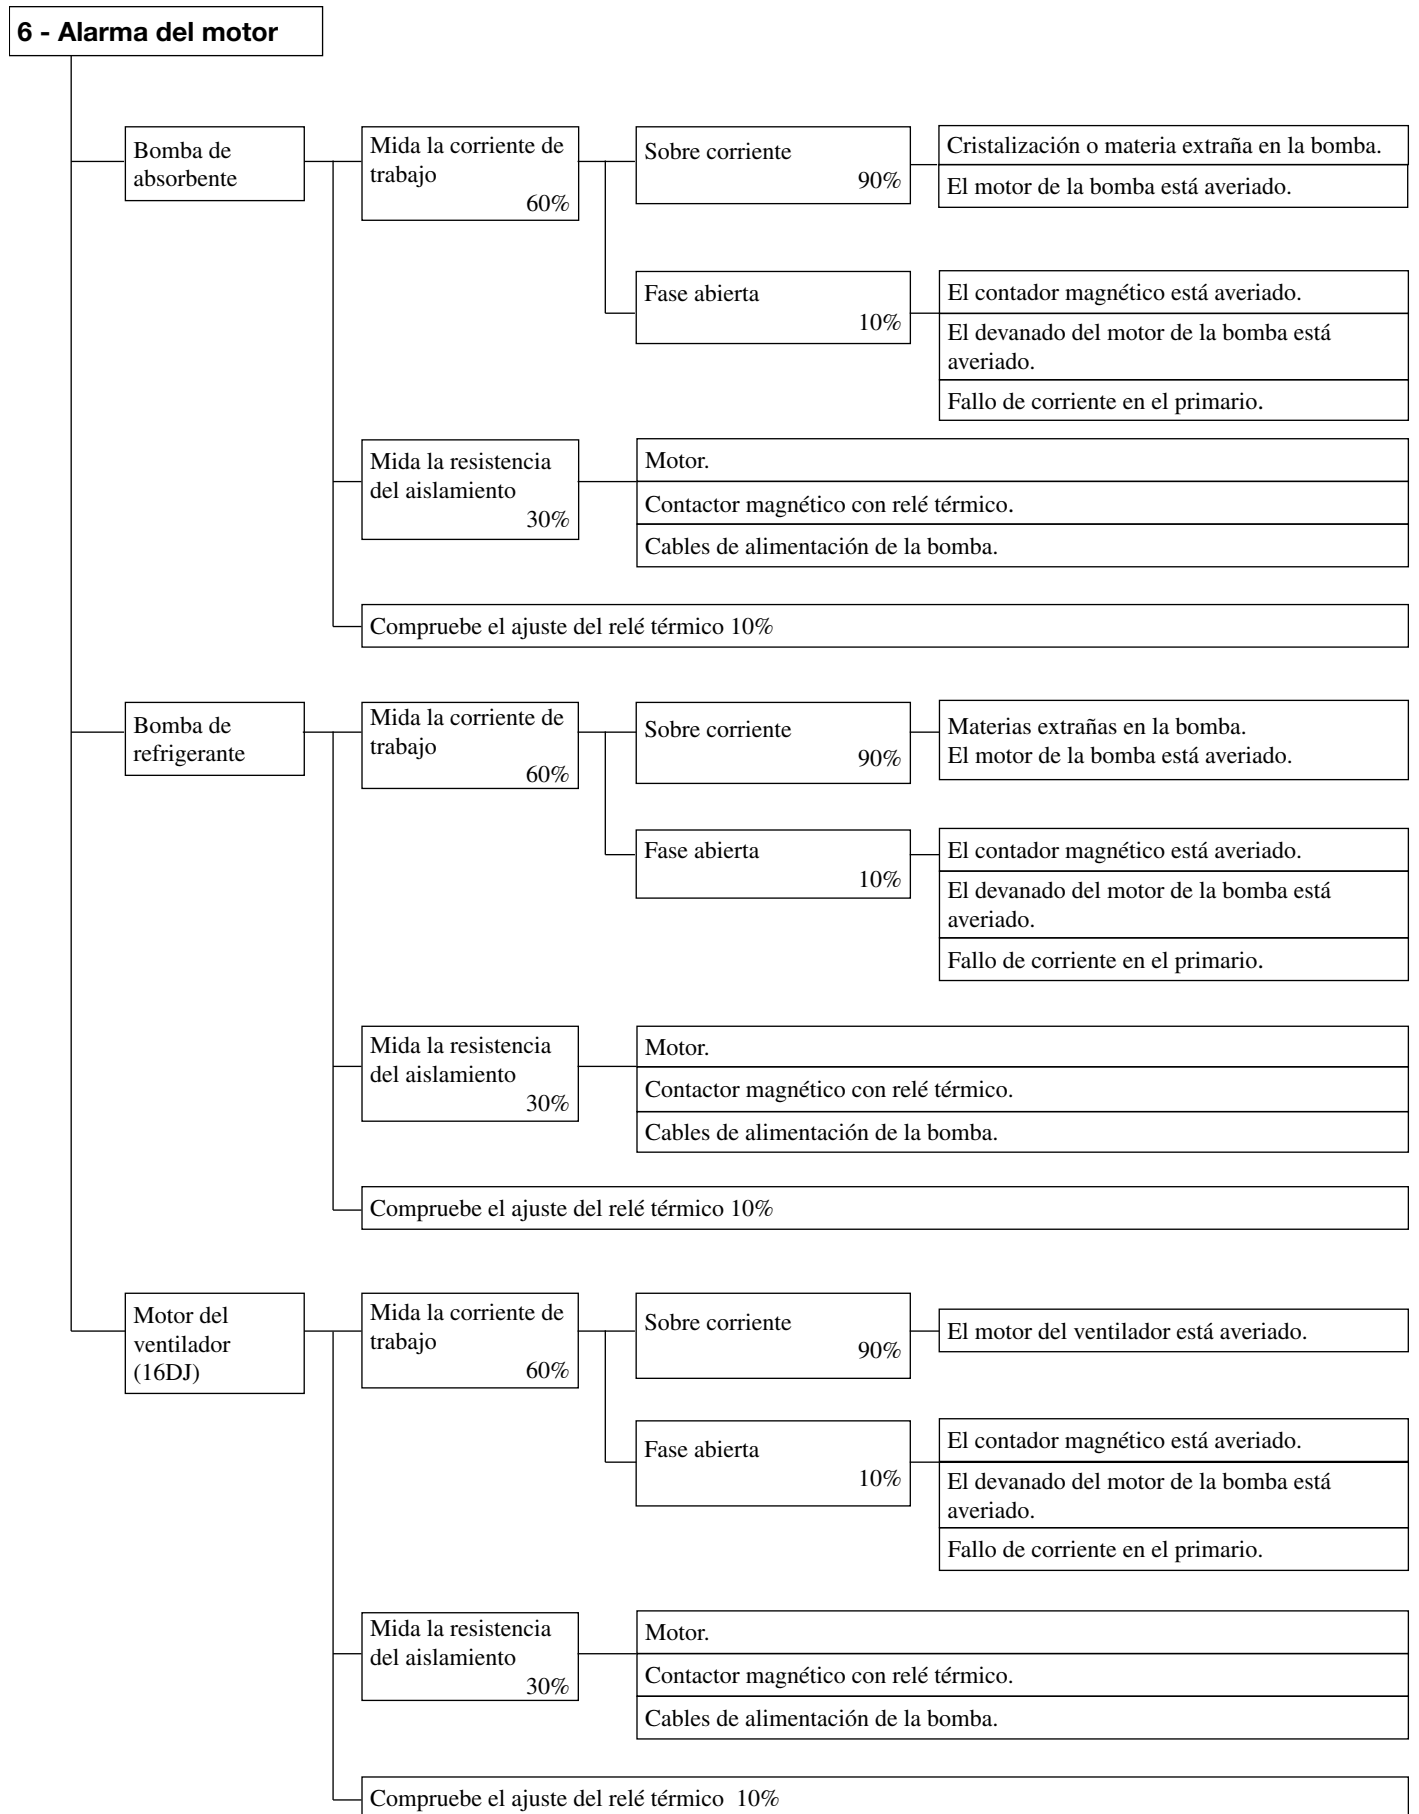 6 - Alarma del motor
Bomba de
absorbente
Mida la corriente de
trabajo
60%
Sobre corriente
90%
Cristalización o materia extraña en la bomba.
El motor de la bomba está averiado.
Fase abierta
10%
El contador magnético está averiado.
El devanado del motor de la bomba está
averiado.
Fallo de corriente en el primario.
Mida la resistencia
del aislamiento
30%
Motor.
Contactor magnético con relé térmico.
Cables de alimentación de la bomba.
Compruebe el ajuste del relé térmico 10%
Bomba de
refrigerante
Mida la corriente de
trabajo
60%
Sobre corriente
90%
Materias extrañas en la bomba.
El motor de la bomba está averiado.
Fase abierta
10%
El contador magnético está averiado.
El devanado del motor de la bomba está
averiado.
Fallo de corriente en el primario.
Mida la resistencia
del aislamiento
30%
Motor.
Contactor magnético con relé térmico.
Cables de alimentación de la bomba.
Compruebe el ajuste del relé térmico 10%
Motor del
ventilador
(16DJ)
Mida la corriente de
trabajo
60%
Sobre corriente
90%
El motor del ventilador está averiado.
Fase abierta
10%
El contador magnético está averiado.
El devanado del motor de la bomba está
averiado.
Fallo de corriente en el primario.
Mida la resistencia
del aislamiento
30%
Motor.
Contactor magnético con relé térmico.
Cables de alimentación de la bomba.
Compruebe el ajuste del relé térmico 10%